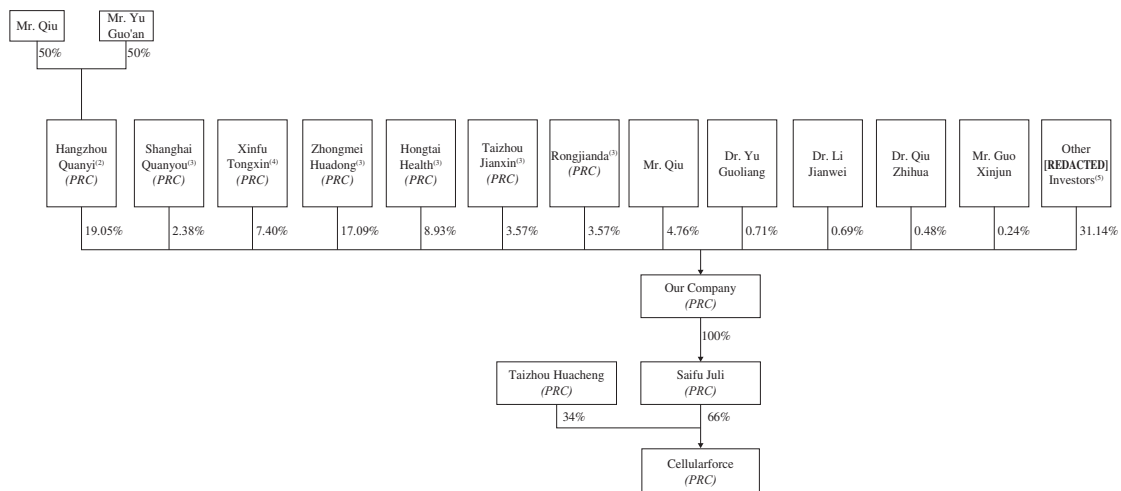 Mr. Qiu
Mr. Yu
Guo'an
50%
50%
Hangzhou
Quanyi(2)
(PRC)
Shanghai
Quanyou(3)
(PRC)
Xinfu
Tongxin(4)
(PRC)
Zhongmei
Huadong(3)
(PRC)
Hongtai
Health(3)
(PRC)
Taizhou
Jianxin(3)
(PRC)
Rongjianda(3)
(PRC)
Mr. Qiu
Dr. Yu
Guoliang
Dr. Li
Jianwei
Dr. Qiu
Zhihua
Mr. Guo
Xinjun
Other
[REDACTED]
Investors(5)
19.05%
2.38%
7.40%
17.09%
8.93%
3.57%
3.57%
4.76%
0.71%
0.69%
0.48%
0.24%
31.14%
Our Company
(PRC)
100%
Taizhou Huacheng
(PRC)
Saifu Juli
(PRC)
34%
66%
Cellularforce
(PRC)